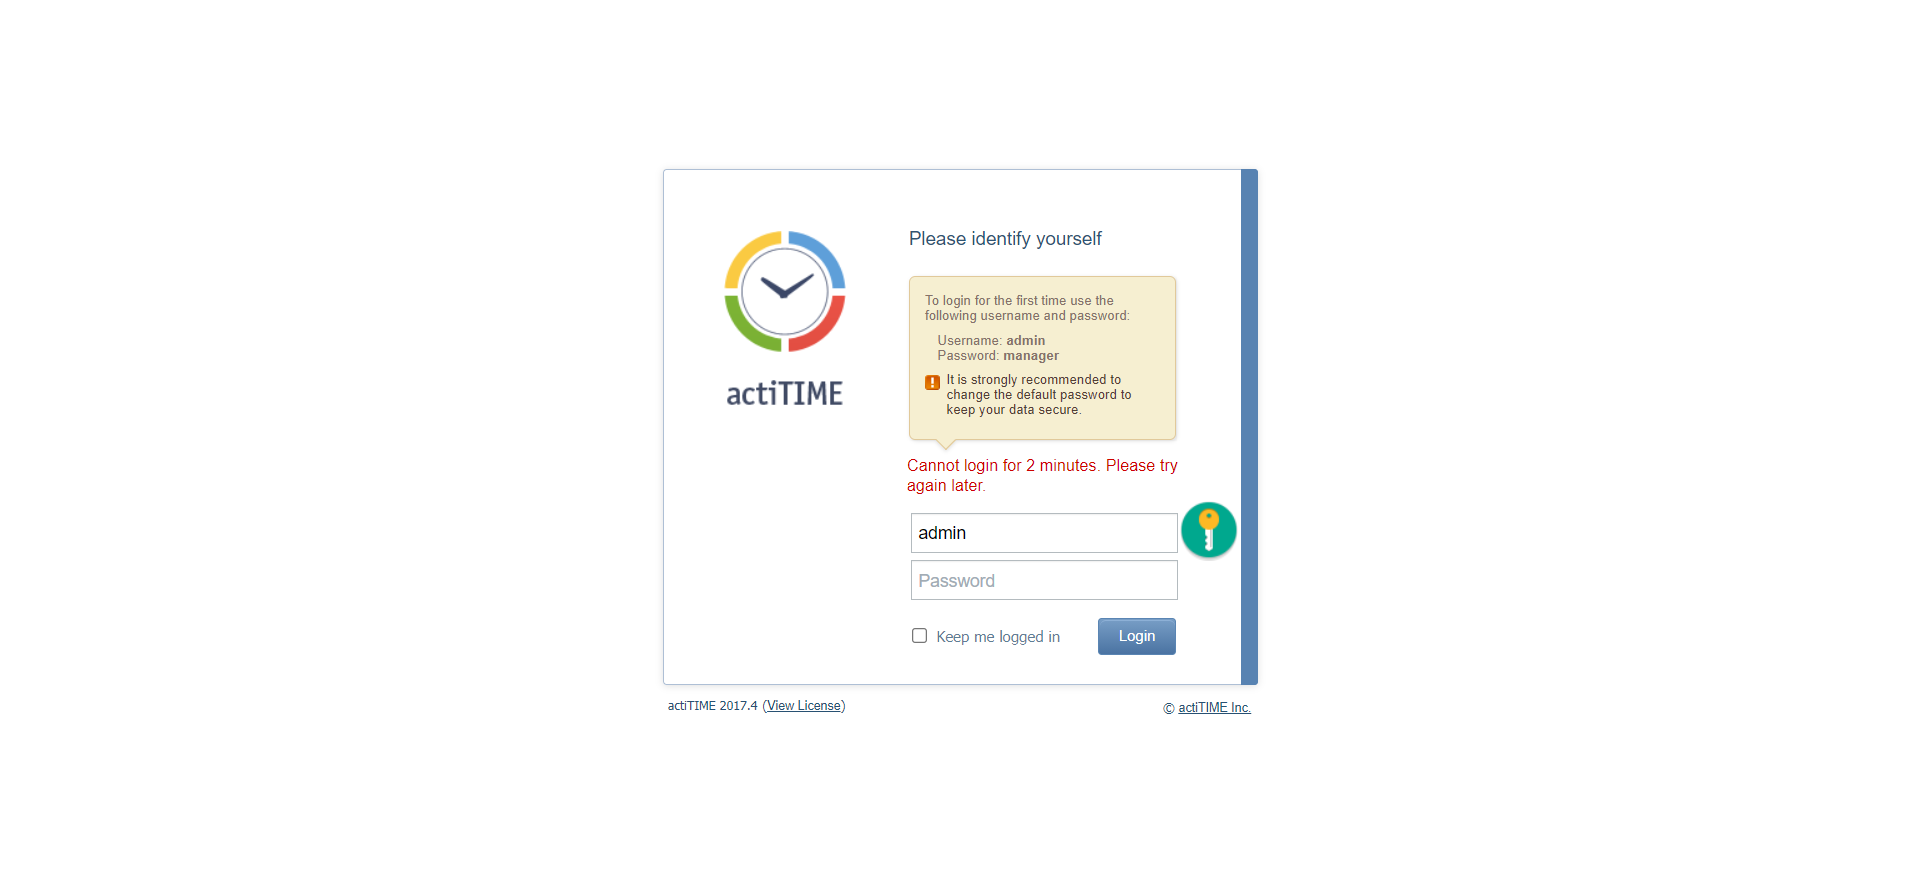 Please identify yourself
To login for the first time use the
following username and password:
Username: admin
Password: manager
It is strongly recommended to
change the default password to
keep your data secure.
actiTIME
Cannot login for 2 minutes. Please try
again later.
admin
Password
Keep me logged in
Login
actiTIME 2017.4 (View License)
© actiTIME Inc.